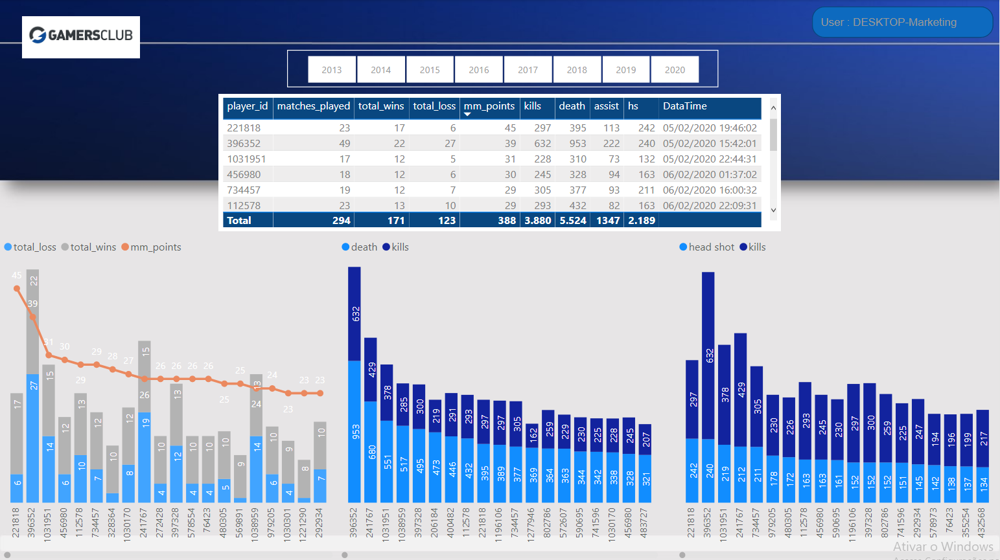 GAMERSCLUB
User : DESKTOP-Marketing
2013 2014 2015 2016 2017 2018 2019 2020
player_id matches_played total_wins total_loss mm_points kills death assist hs DataTime
221818 23 17 6 45 297 395 113 242 05/02/2020 19:46:02
396352 49 22 27 39 632 953 222 240 05/02/2020 15:42:01
1031951 17 12 5 31 228 310 73 132 05/02/2020 22:44:31
456980 18 12 6 30 245 328 94 163 06/02/2020 01:37:02
734457 19 12 7 29 305 377 93 211 06/02/2020 16:00:32
112578 23 13 10 29 293 432 82 163 06/02/2020 22:09:31
Total 294 171 123 388 3.880 5.524 1347 2.189
total_loss total_wins mm_points
45 39 31 30 29 29 28 27 26 26 26 26 26 25 25 24 24 23 23 23
17 22 15 12 13 12 10 12 15 10 13 10 10 10 9 13 10 9 8 10
6 27 14 6 10 7 8 19 4 12 4 4 5 14 6 4 7
221818 396352 1031951 456980 112578 734457 328364 1030170 241767 272428 397328 578554 76423 480305 569891 1038959 979205 1030301 1221290 292934
death kills
632 429 378 285 300 219 291 293 297 297 305 162 259 229 230 225 228 245 207
953 680 551 517 495 473 446 432 395 389 377 369 364 363 344 342 338 328 321
396352 241767 1031951 1038959 397328 206184 400482 112578 221818 1196106 734457 1277946 802786 572607 590695 741596 1030170 456980 483727
head shot kills
297 632 378 429 305 230 226 293 245 230 297 300 259 225 247 194 196 199 217
242 240 219 212 211 178 172 163 163 161 152 152 152 151 145 142 138 137 134
221818 396352 1031951 241767 734457 979205 480305 112578 456980 590695 1196106 397328 802786 741596 292934 578973 76423 355254 432568
Ativar o Windows